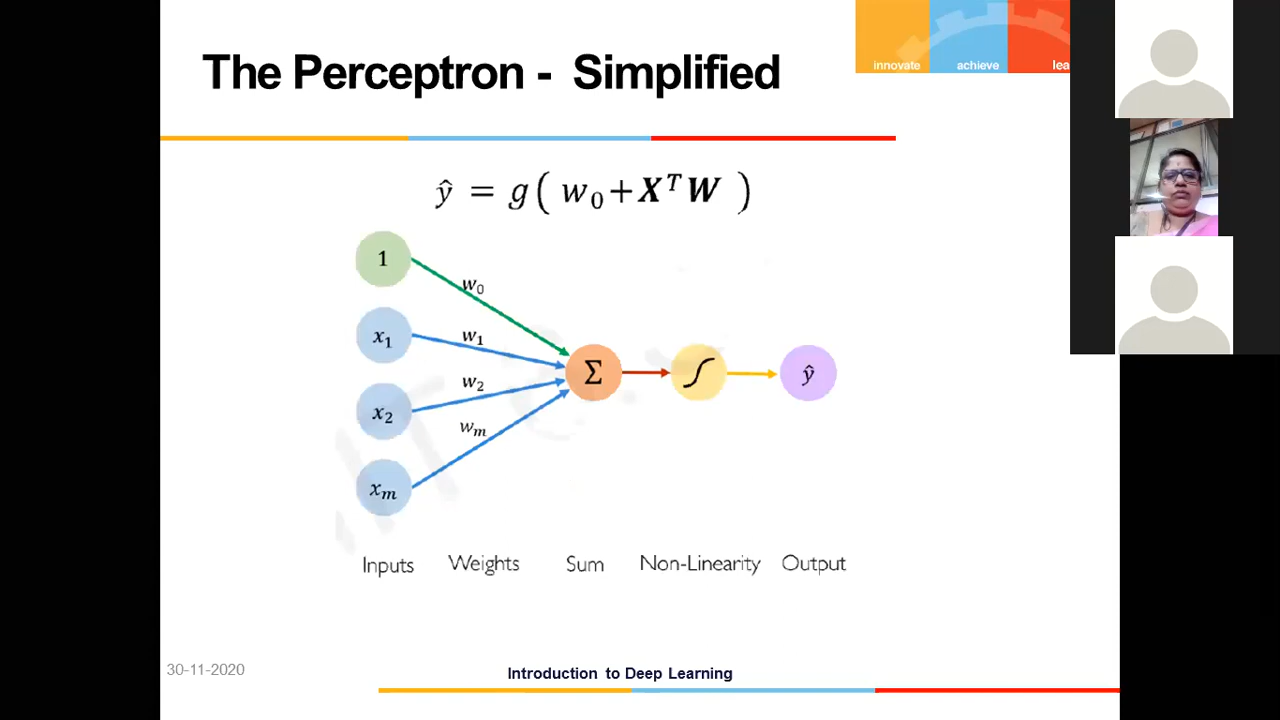 The Perceptron - Simplified
innovate achieve lea
ŷ = g ( w₀ + XᵀW )
1
w₀
x₁
w₁
w₂
x₂
wₘ
xₘ
Σ
ŷ
Inputs Weights Sum Non-Linearity Output
30-11-2020
Introduction to Deep Learning